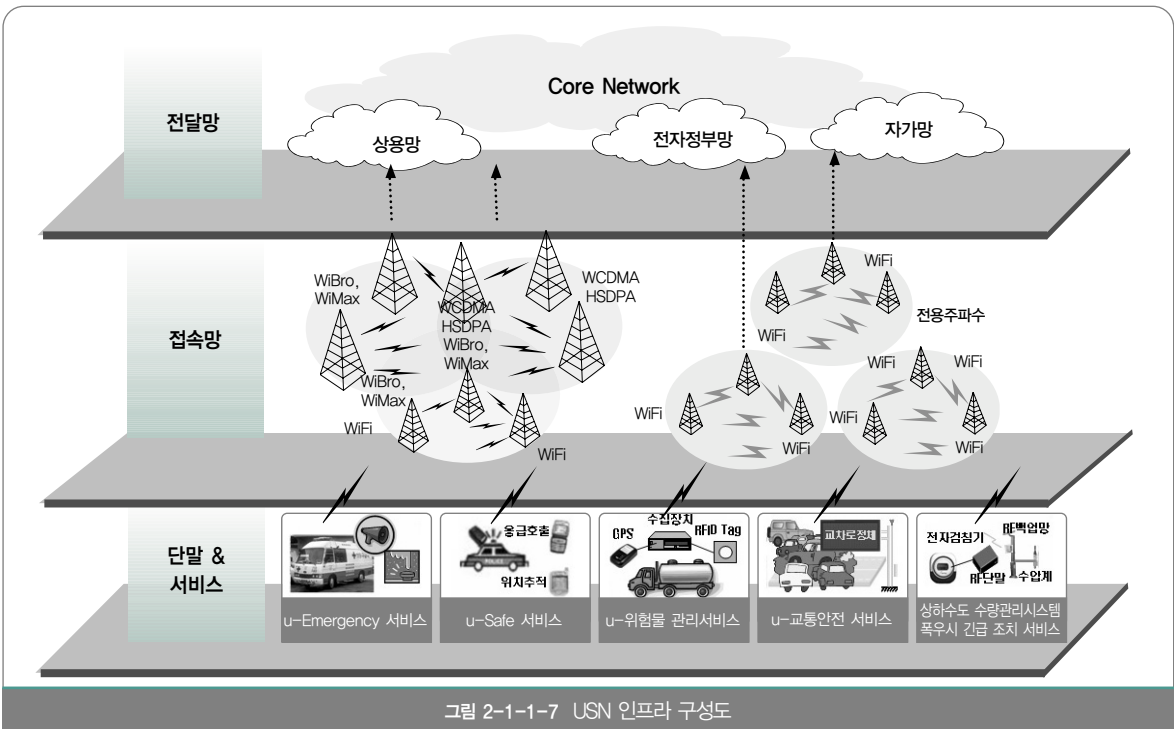 Core Network
전달망
상용망
전자정부망
자가망
접속망
WiBro,
WiMax
WCDMA
HSDPA
WiBro,
WiMax
WCDMA
HSDPA
WiBro,
WiMax
WiFi
WiFi
WiFi
WiFi
전용주파수
WiFi
WiFi
WiFi
WiFi
WiFi
WiFi
단말 &
서비스
응급호출
위치추적
u-Emergency 서비스
u-Safe 서비스
GPS
수집장치
RFID Tag
u-위험물 관리서비스
교차로정체
u-교통안전 서비스
전자검침기
RF백업망
RF단말
수압계
상하수도 수량관리시스템
폭우시 긴급 조치 서비스
그림 2-1-1-7 USN 인프라 구성도